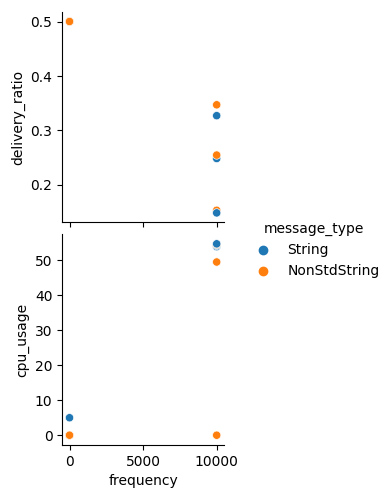 0.5
0.4
0.3
0.2
delivery_ratio
message_type
String
NonStdString
50
40
30
20
10
0
cpu_usage
0 5000 10000
frequency